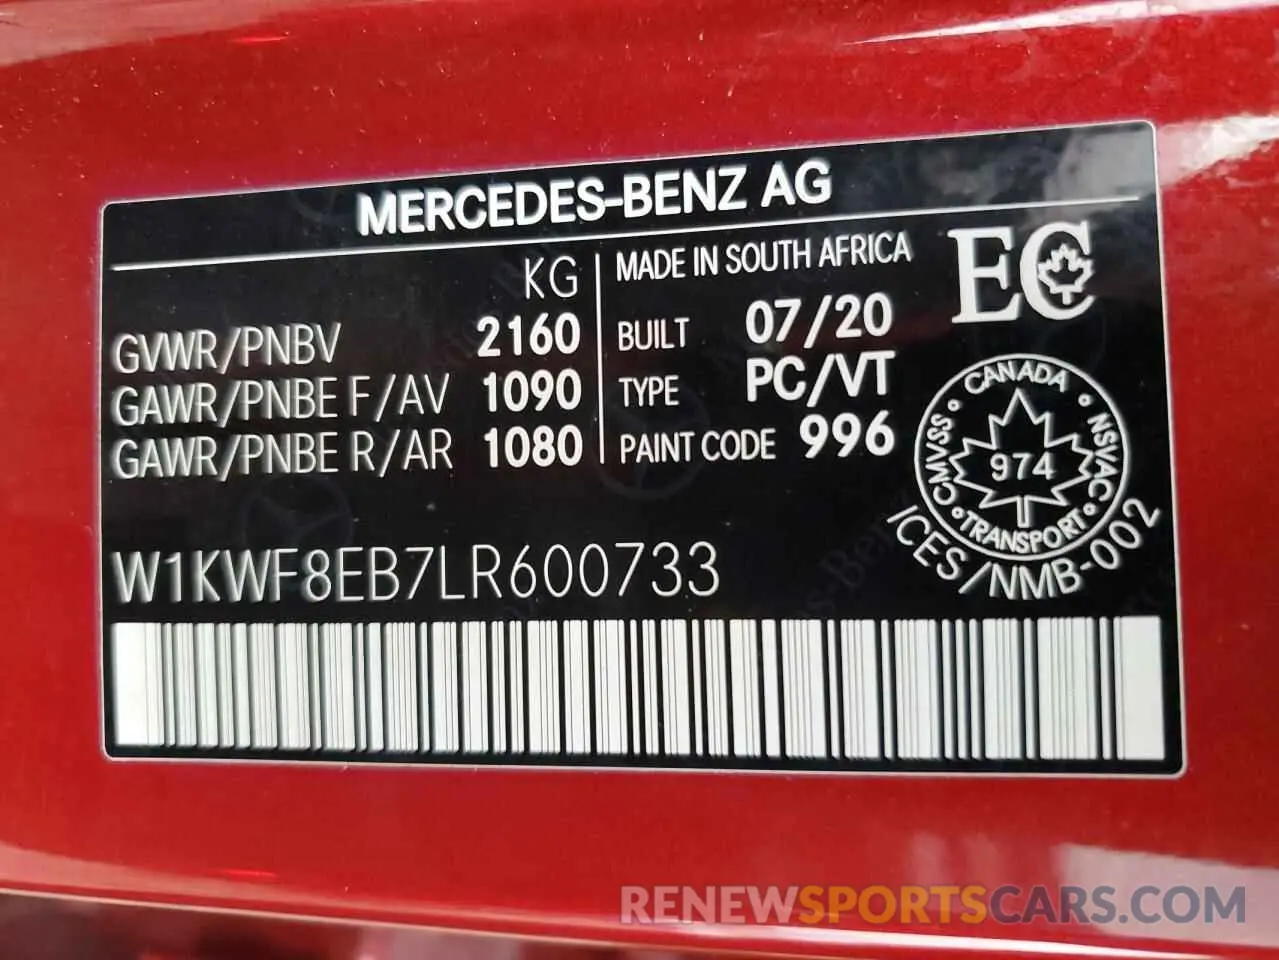 MERCEDES-BENZ AG
KG
GVWR/PNBV 2160
GAWR/PNBE F/AV 1090
GAWR/PNBE R/AR 1080
MADE IN SOUTH AFRICA
BUILT 07/20
TYPE PC/VT
PAINT CODE 996
EC
CANADA
CMVSS
974
NSVAC
TRANSPORT
ICES/NMB-002
W1KWF8EB7LR600733
RENEWSPORTSCARS.COM